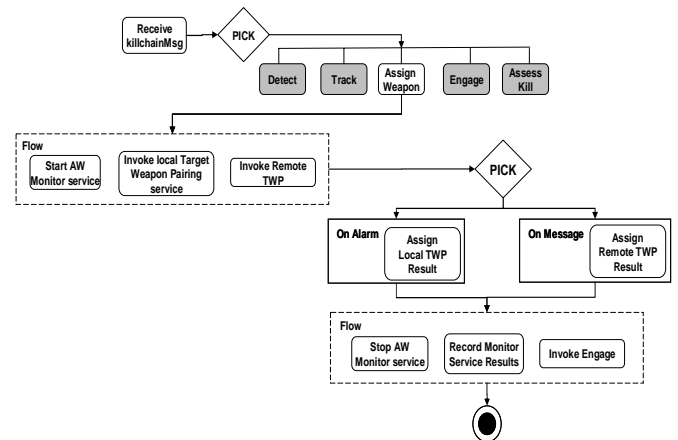 Receive
killchainMsg
PICK
Detect
Track
Assign
Weapon
Engage
Assess
Kill
Flow
Start AW
Monitor service
Invoke local Target
Weapon Pairing
service
Invoke Remote
TWP
PICK
On Alarm
Assign
Local TWP
Result
On Message
Assign
Remote TWP
Result
Flow
Stop AW
Monitor service
Record Monitor
Service Results
Invoke Engage